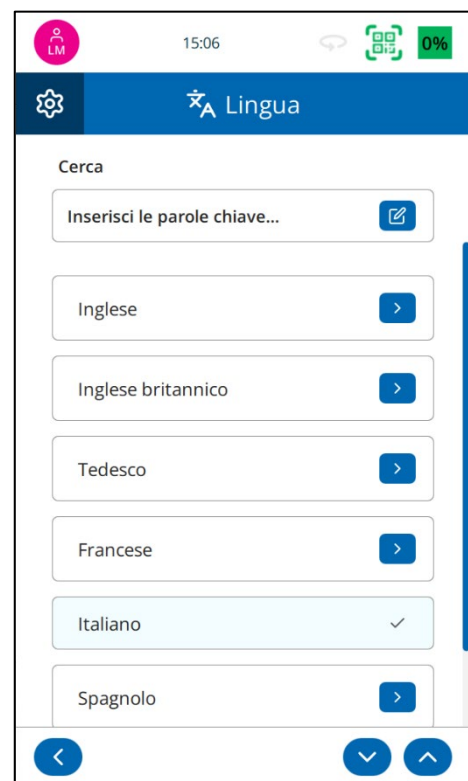 LM
15:06
0%
Lingua
Cerca
Inserisci le parole chiave...
Inglese
Inglese britannico
Tedesco
Francese
Italiano
Spagnolo